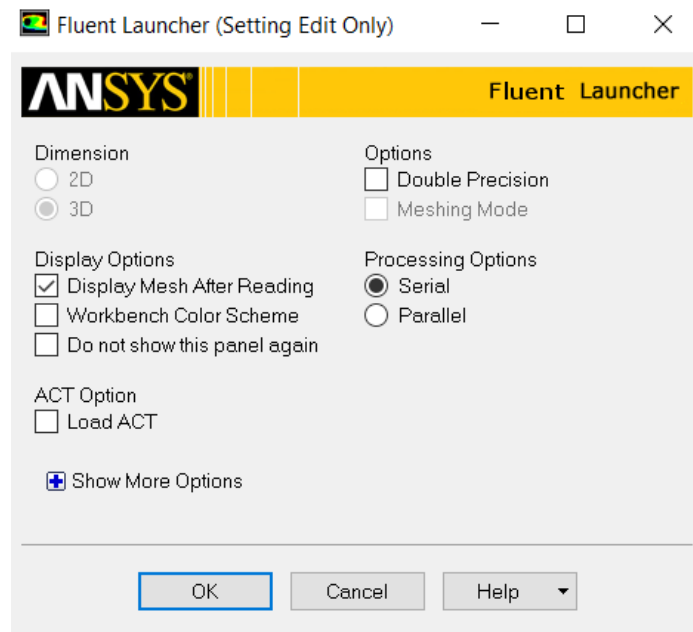 Fluent Launcher (Setting Edit Only)
ANSYS
Fluent Launcher
Dimension
2D
3D
Options
Double Precision
Meshing Mode
Display Options
Display Mesh After Reading
Workbench Color Scheme
Do not show this panel again
Processing Options
Serial
Parallel
ACT Option
Load ACT
Show More Options
OK
Cancel
Help